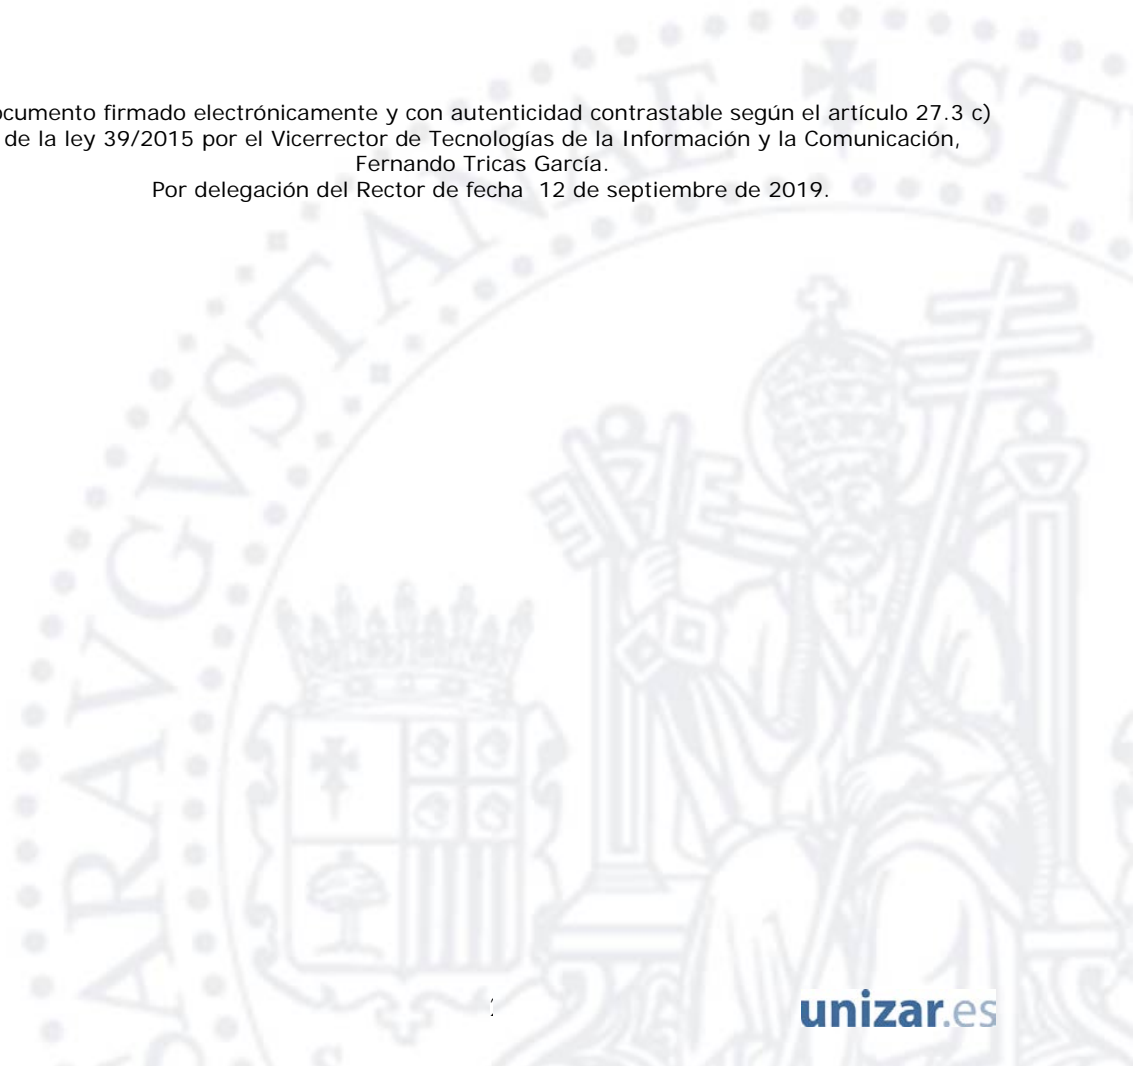 ocumento firmado electrónicamente y con autenticidad contrastable según el artículo 27.3 c)
de la ley 39/2015 por el Vicerrector de Tecnologías de la Información y la Comunicación,
Fernando Tricas García.
Por delegación del Rector de fecha 12 de septiembre de 2019.
ARAVGVSTANAE ST
unizar.es